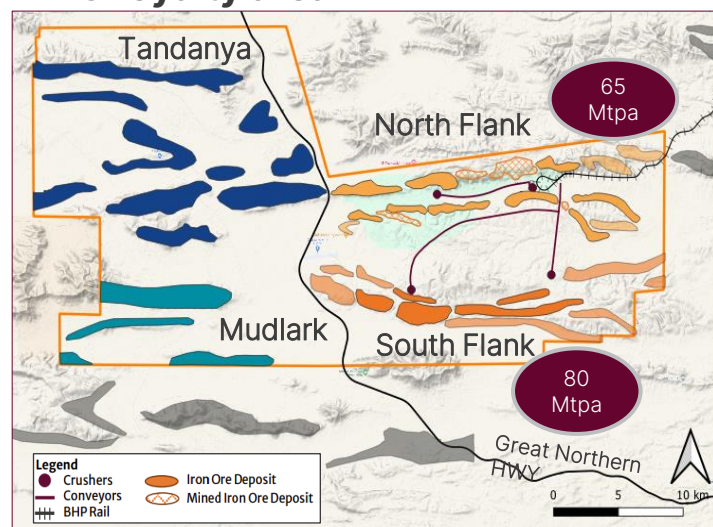 Tandanya
North Flank
65
Mtpa
Mudlark
South Flank
80
Mtpa
Great Northern
HWY
Legend
Crushers
Conveyors
BHP Rail
Iron Ore Deposit
Mined Iron Ore Deposit
0 5 10 km